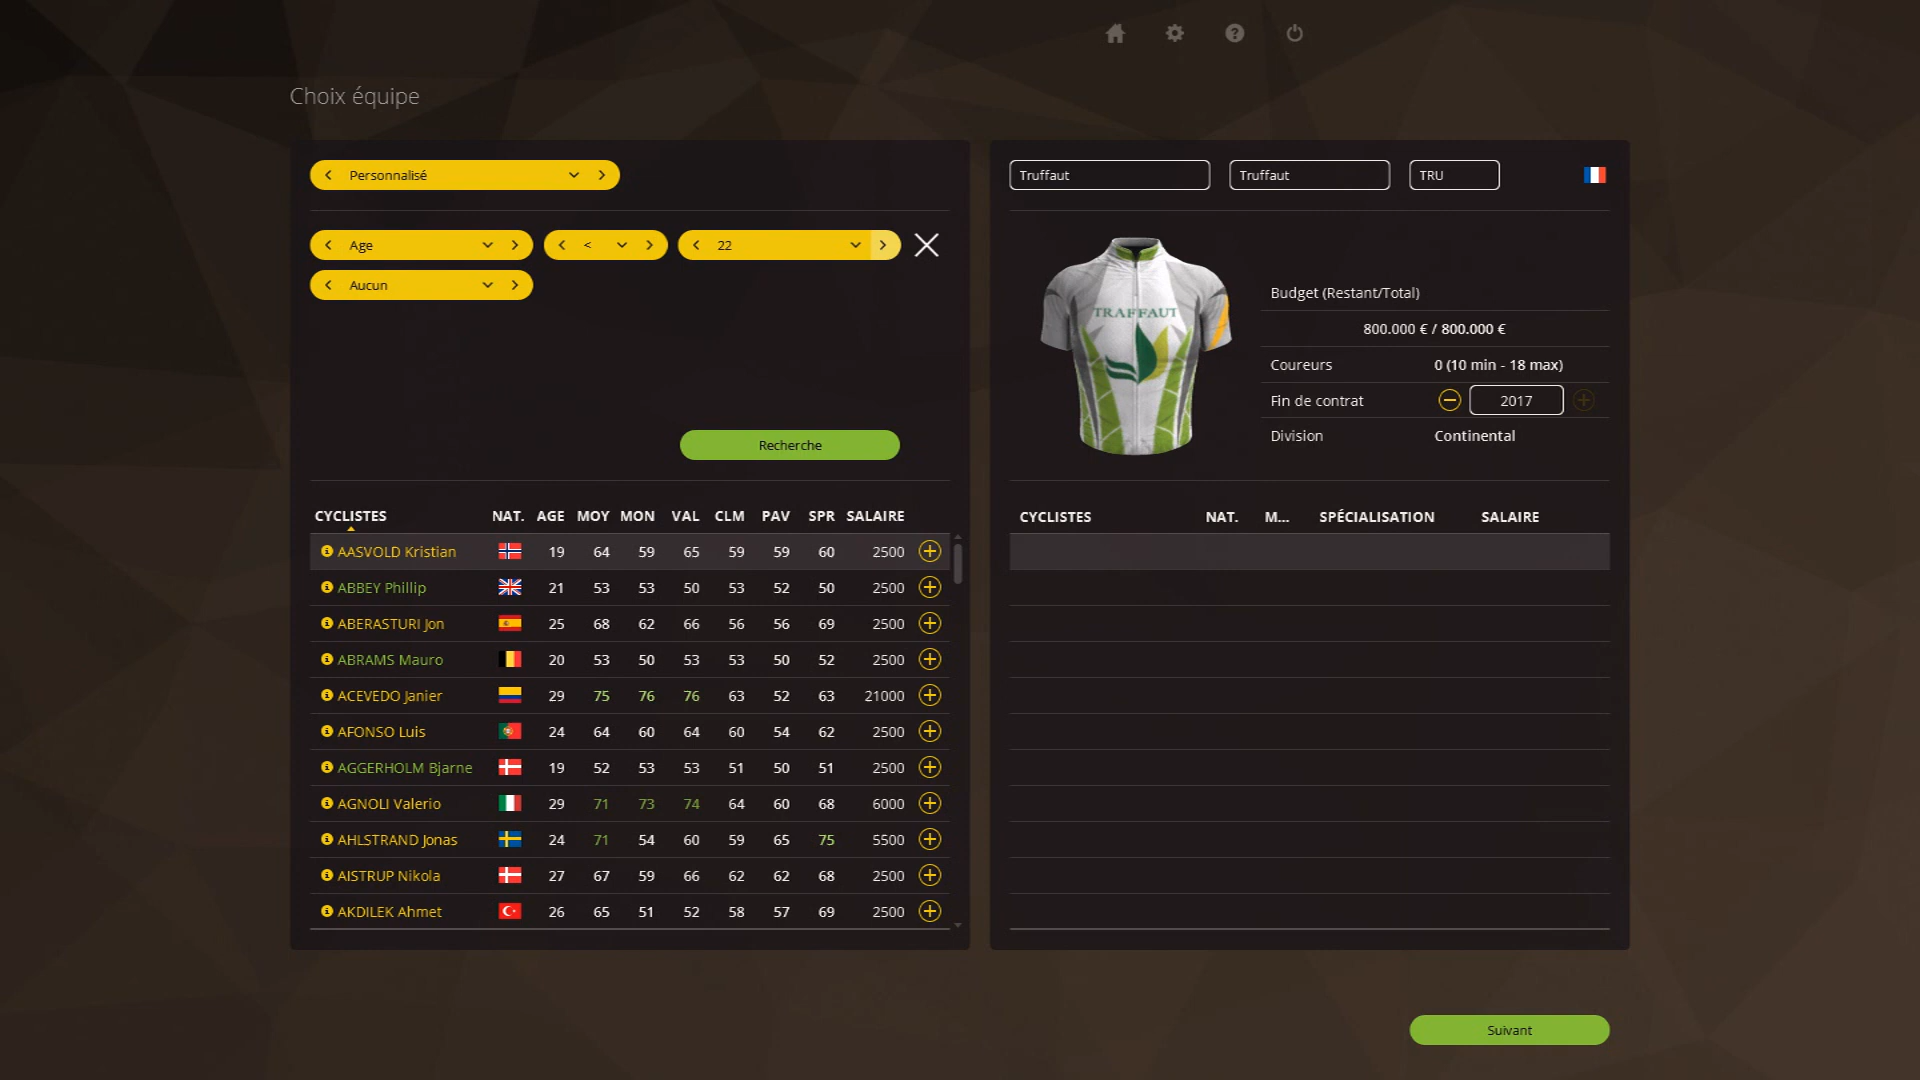 Choix équipe
Personnalisé
Age < 22
Aucun
Recherche
CYCLISTES NAT. AGE MOY MON VAL CLM PAV SPR SALAIRE
AASVOLD Kristian 19 64 59 65 59 59 60 2500
ABBEY Phillip 21 53 53 50 53 52 50 2500
ABERASTURI Jon 25 68 62 66 56 56 69 2500
ABRAMS Mauro 20 53 50 53 53 50 52 2500
ACEVEDO Janier 29 75 76 76 63 52 63 21000
AFONSO Luis 24 64 60 64 60 54 62 2500
AGGERHOLM Bjarne 19 52 53 53 51 50 51 2500
AGNOLI Valerio 29 71 73 74 64 60 68 6000
AHLSTRAND Jonas 24 71 54 60 59 65 75 5500
AISTRUP Nikola 27 67 59 66 62 62 68 2500
AKDILEK Ahmet 26 65 51 52 58 57 69 2500
Truffaut Truffaut TRU
TRAFFAUT
Budget (Restant/Total)
800.000 € / 800.000 €
Coureurs 0 (10 min - 18 max)
Fin de contrat 2017
Division Continental
CYCLISTES NAT. M... SPÉCIALISATION SALAIRE
Suivant